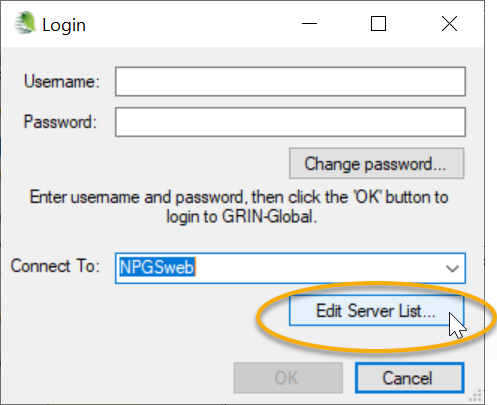 Login
Username:
Password:
Change password...
Enter username and password, then click the 'OK' button to
login to GRIN-Global.
Connect To: NPGSweb
Edit Server List...
OK Cancel